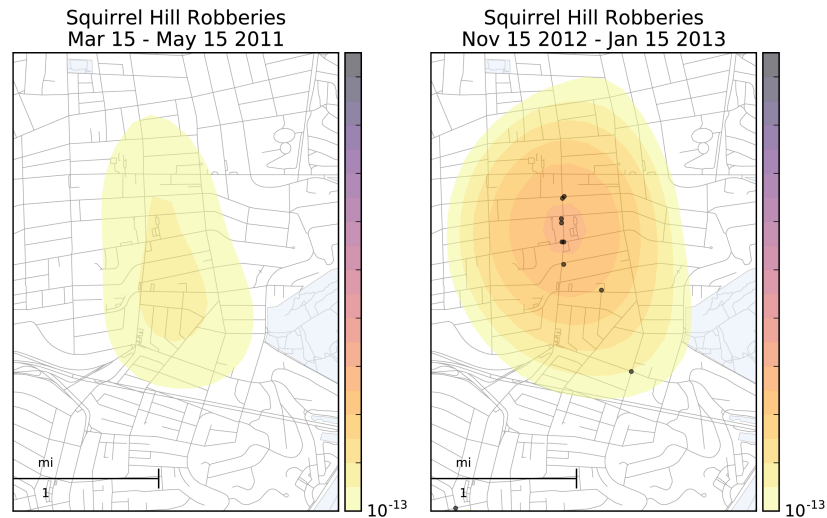 Squirrel Hill Robberies
Mar 15 - May 15 2011
mi
1
10⁻¹³
Squirrel Hill Robberies
Nov 15 2012 - Jan 15 2013
mi
1
10⁻¹³